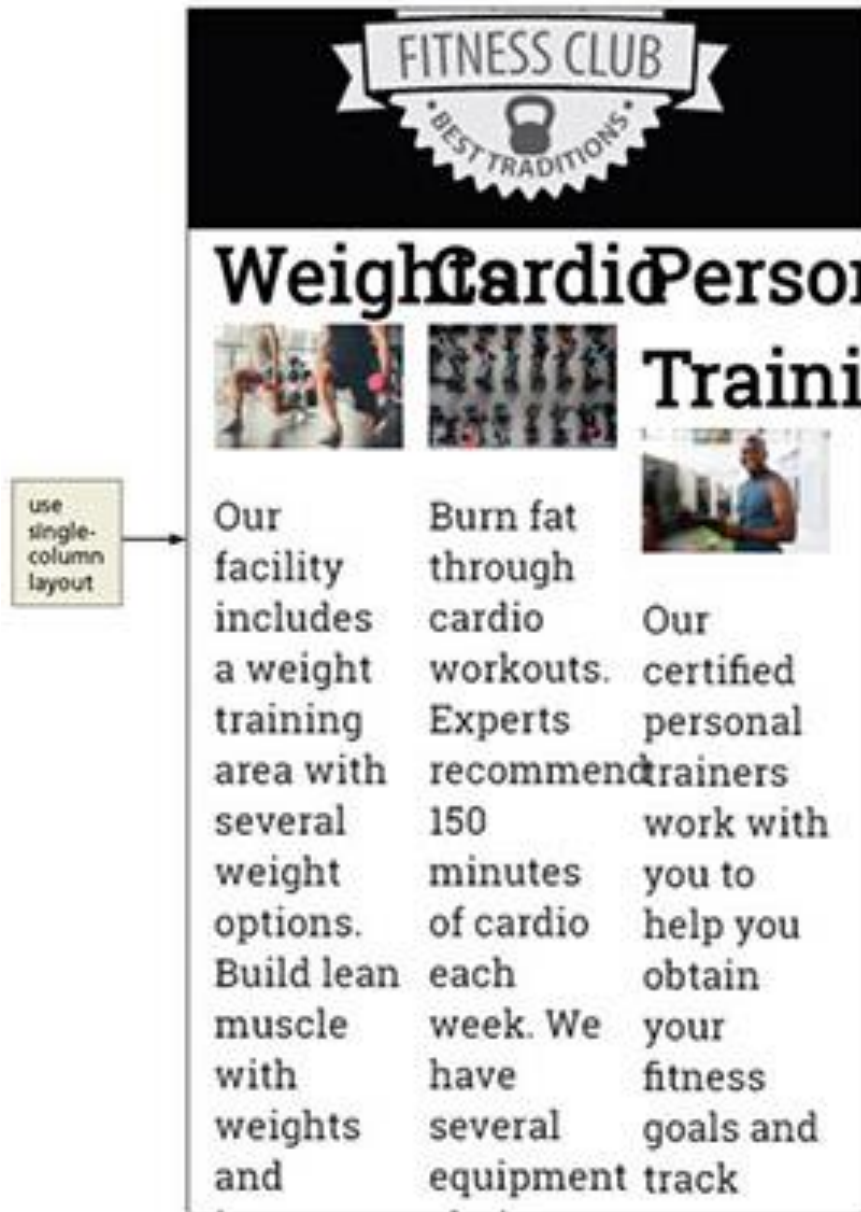 FITNESS CLUB
• BEST TRADITIONS •
Weights
Cardio
Training
use
single-
column
layout
Our
facility
includes
a weight
training
area with
several
weight
options.
Build lean
muscle
with
weights
and
Burn fat
through
cardio
workouts.
Experts
recommend
150
minutes
of cardio
each
week. We
have
several
equipment
Our
certified
personal
trainers
work with
you to
help you
obtain
your
fitness
goals and
track